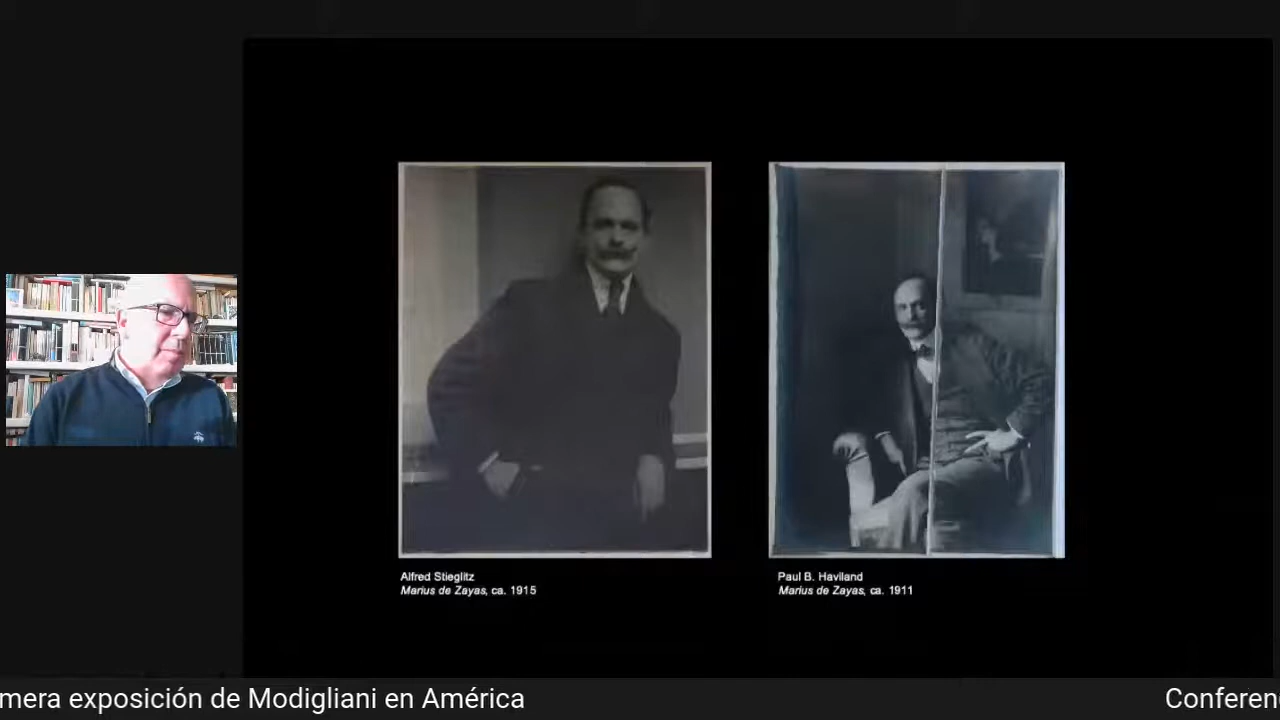 Alfred Stieglitz
Marius de Zayas, ca. 1915
Paul B. Haviland
Marius de Zayas, ca. 1911
mera exposición de Modigliani en América
Conferen